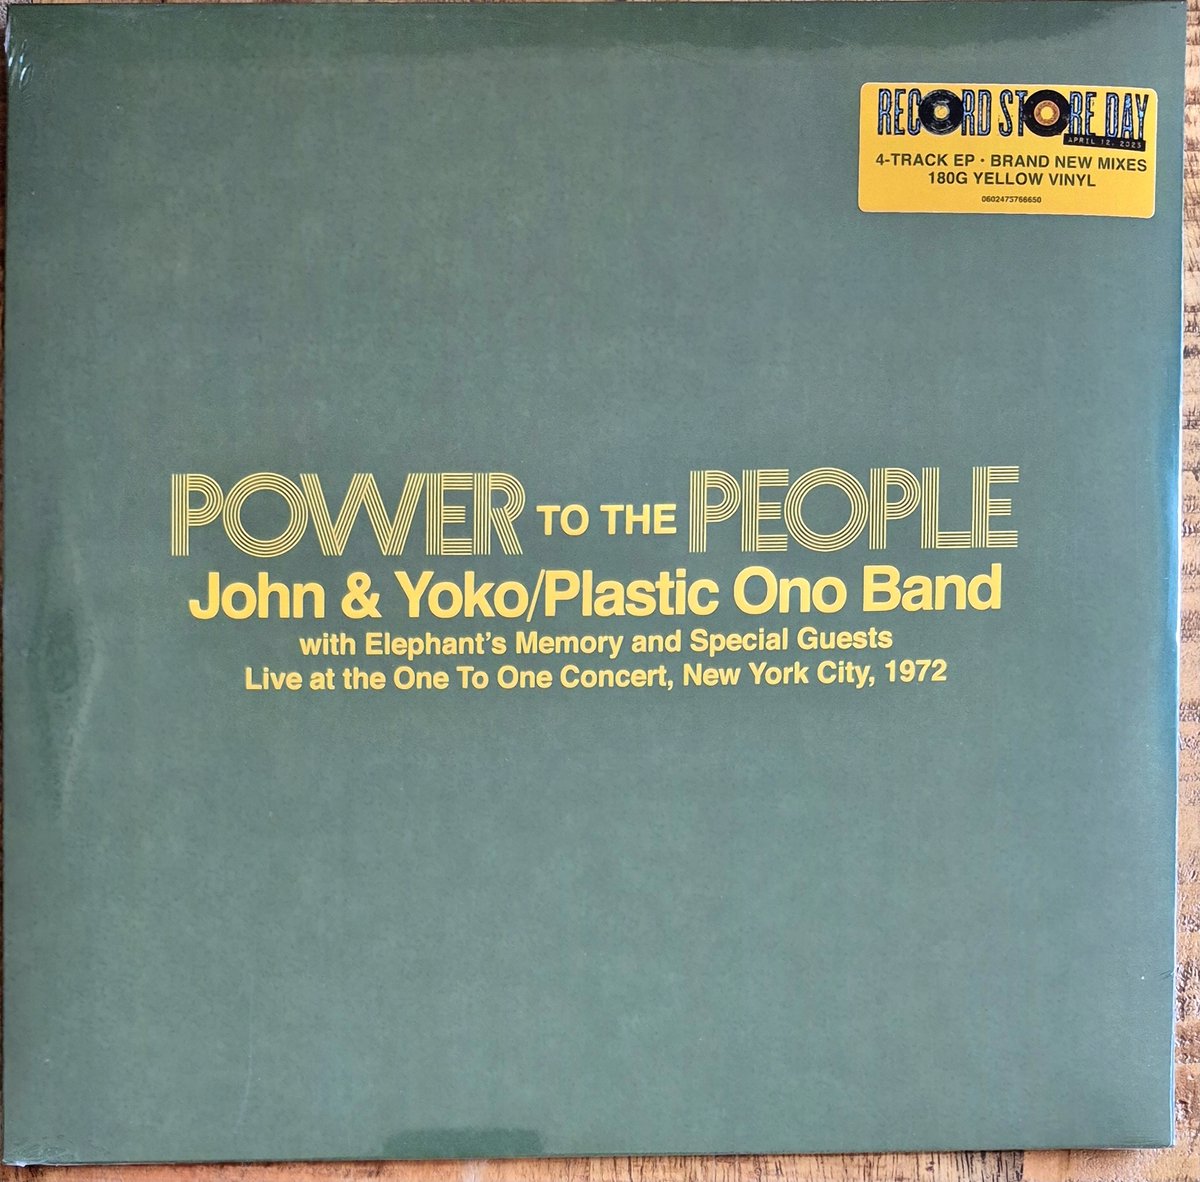 RECORD STORE DAY
APRIL 12, 2025
4-TRACK EP · BRAND NEW MIXES
180G YELLOW VINYL
0602475766650
POWER TO THE PEOPLE
John & Yoko/Plastic Ono Band
with Elephant's Memory and Special Guests
Live at the One To One Concert, New York City, 1972